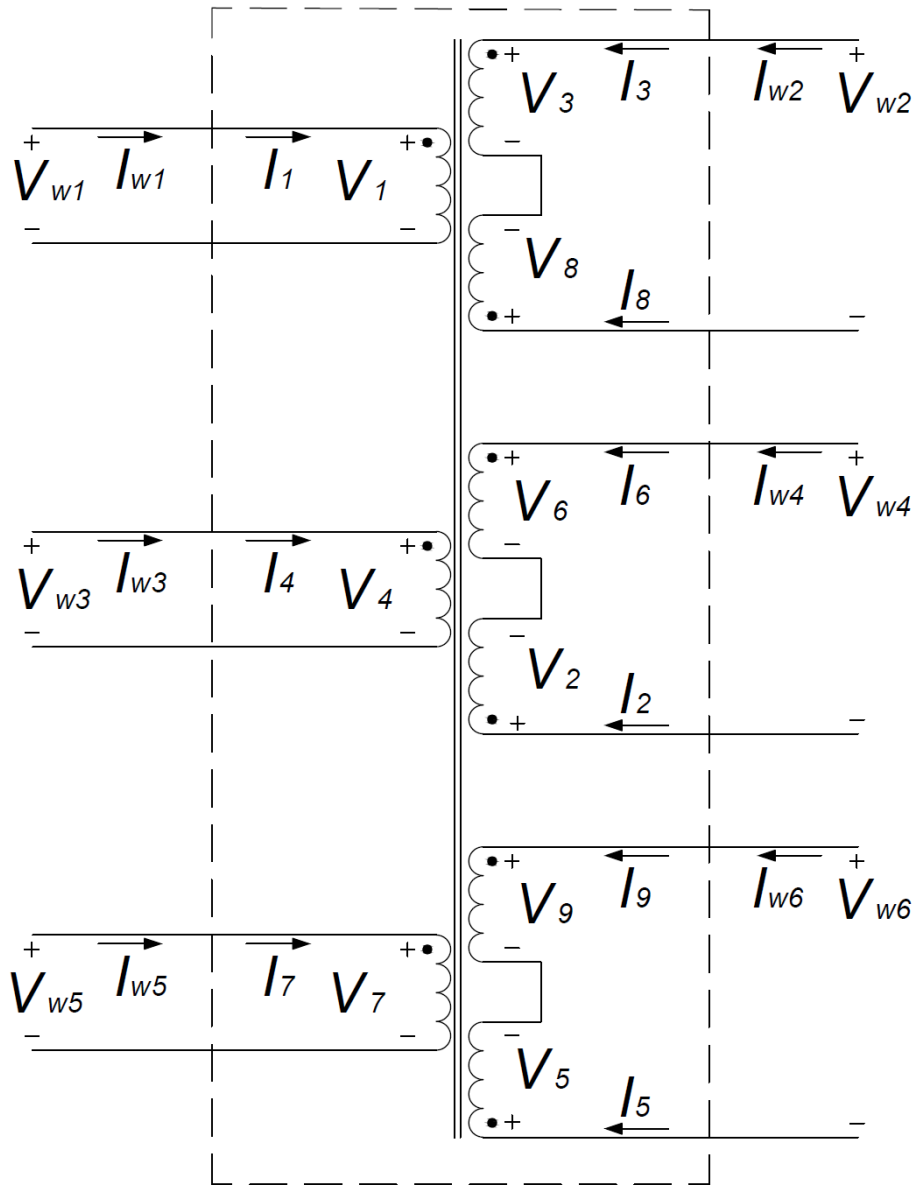 + V3 I3 Iw2 + Vw2
−
+ Vw1 Iw1 I1 + V1
− −
− V8
+ I8 −
+ V6 I6 Iw4 + Vw4
−
+ Vw3 Iw3 I4 + V4
− −
− V2
+ I2 −
+ V9 I9 Iw6 + Vw6
−
+ Vw5 Iw5 I7 + V7
− −
− V5
+ I5 −